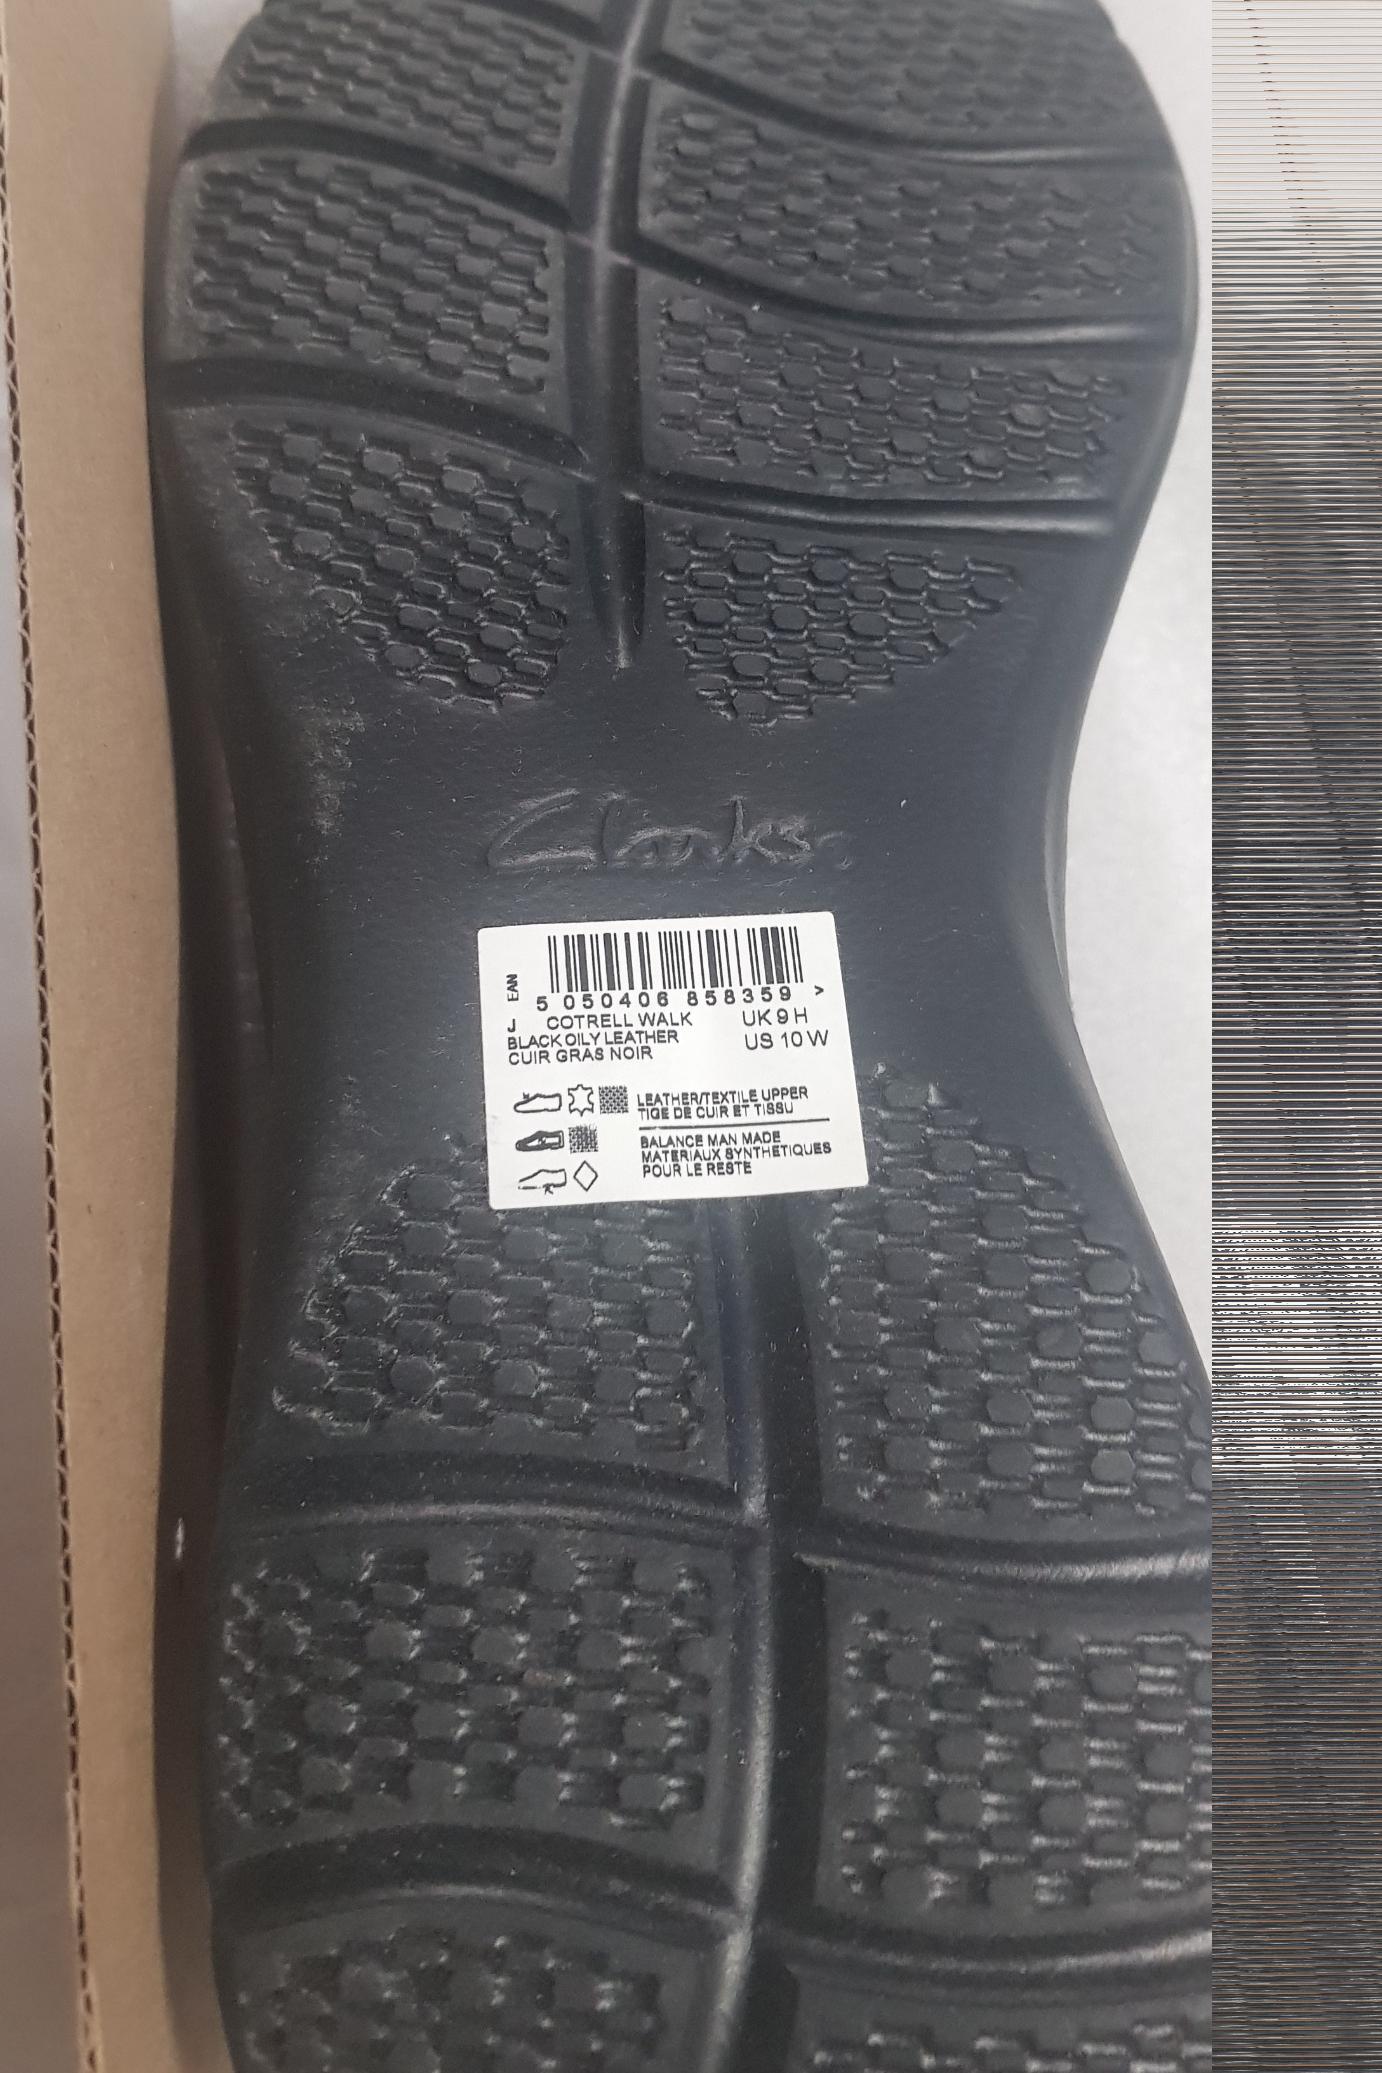 Clarks
EAN
5 050406 858359 >
J COTRELL WALK UK 9 H
BLACK OILY LEATHER US 10 W
CUIR GRAS NOIR
LEATHER/TEXTILE UPPER
TIGE DE CUIR ET TISSU
BALANCE MAN MADE
MATERIAUX SYNTHETIQUES
POUR LE RESTE